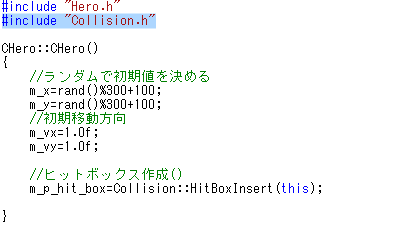 #include "Hero.h"
#include "Collision.h"
CHero::CHero()
{
//ランダムで初期値を決める
m_x=rand()%300+100;
m_y=rand()%300+100;
//初期移動方向
m_vx=1.0f;
m_vy=1.0f;
//ヒットボックス作成()
m_p_hit_box=Collision::HitBoxInsert(this);
}